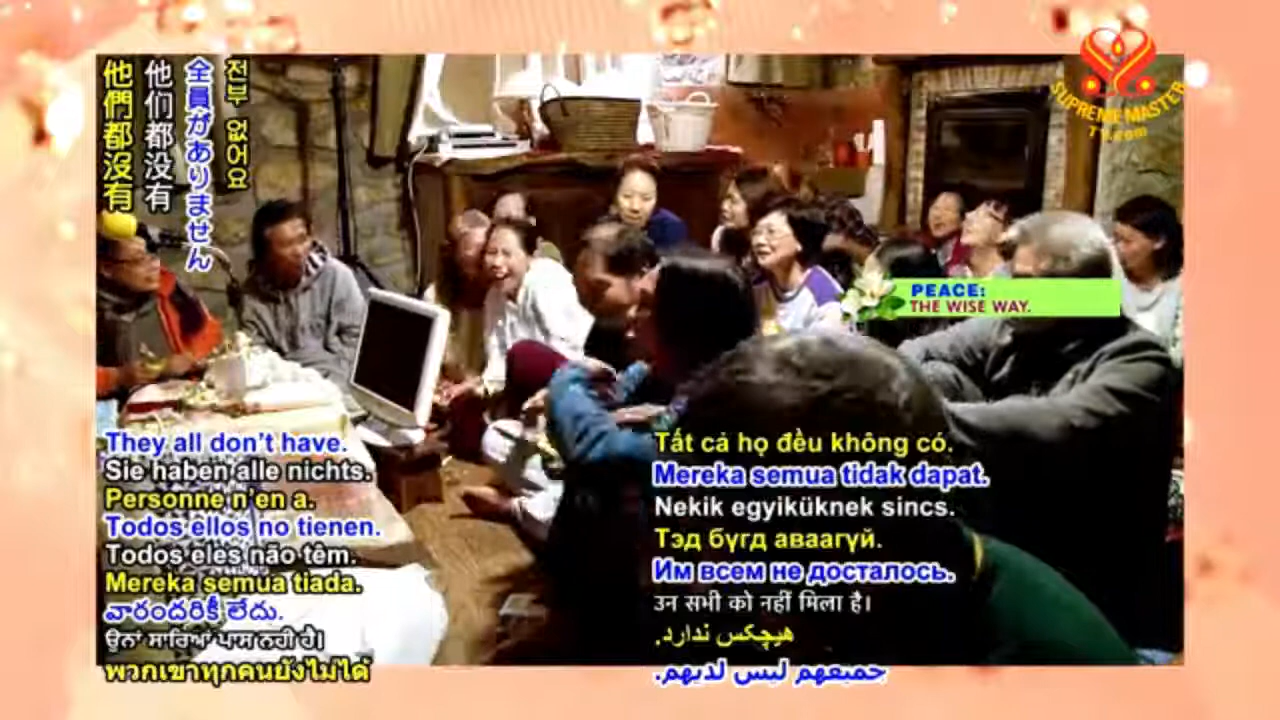 他們都沒有
他们都没有
全員がありません
전부 없어요
SUPREME MASTER
TV.com
PEACE:
THE WISE WAY.
They all don't have.
Sie haben alle nichts.
Personne n'en a.
Todos ellos no tienen.
Todos eles não têm.
Mereka semua tiada.
వారందరికీ లేదు.
ਉਨਾਂ ਸਾਰਿਆਂ ਪਾਸ ਨਹੀ ਹੈ।
พวกเขาทุกคนยังไม่ได้
Tất cả họ đều không có.
Mereka semua tidak dapat.
Nekik egyiküknek sincs.
Тэд бүгд аваагүй.
Им всем не досталось.
उन सभी को नहीं मिला है।
هیچکس ندارد.
جميعهم ليس لديهم.